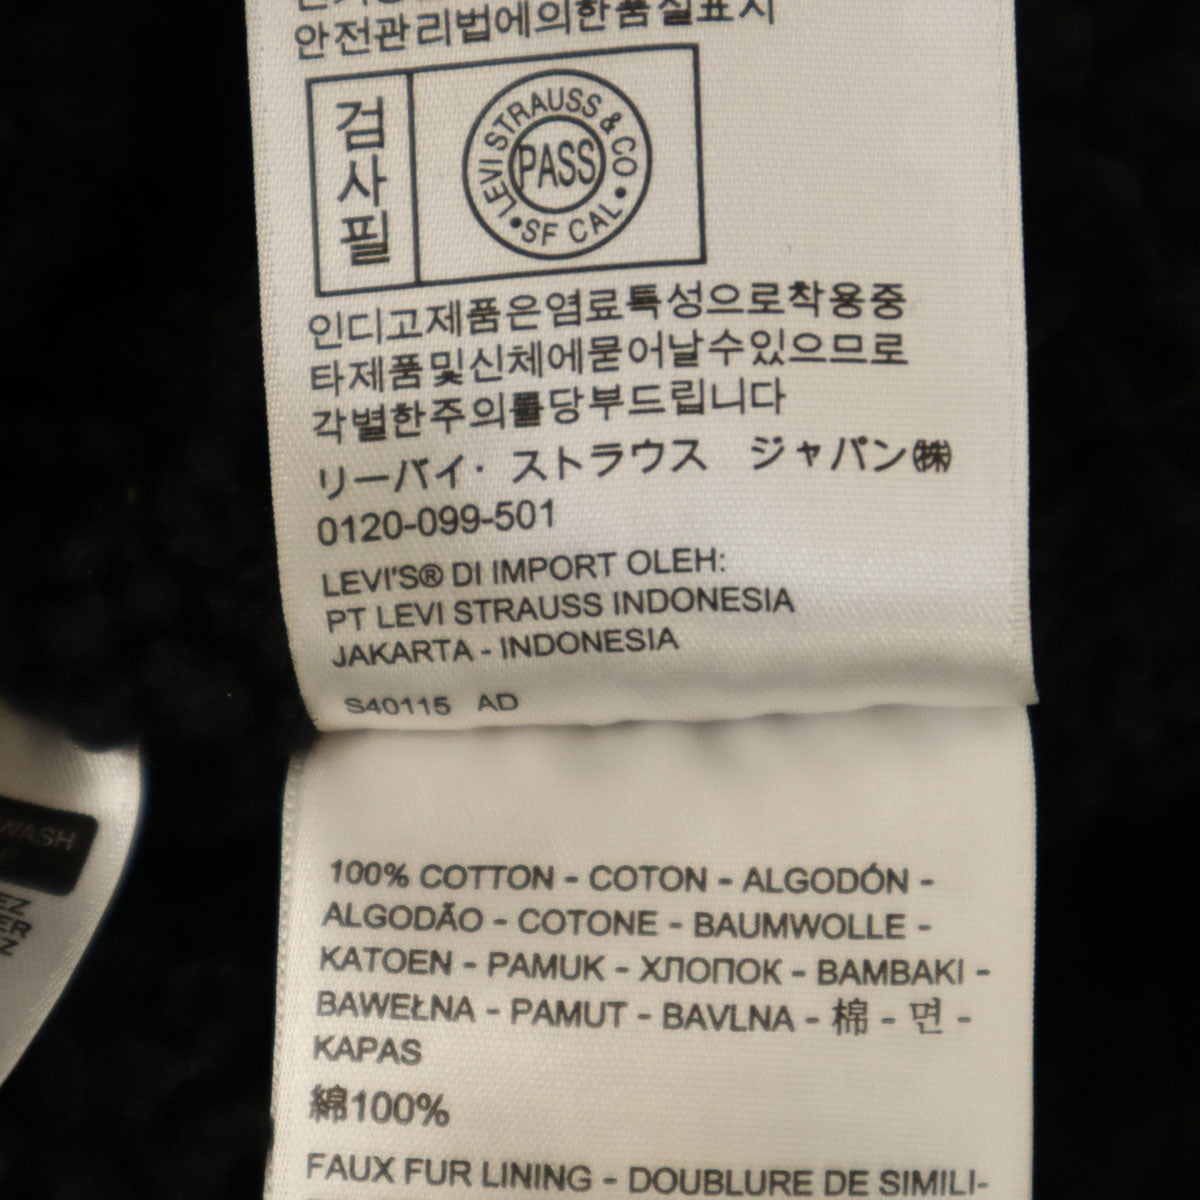 안전관리법에의한품질표시
검사필
LEVI STRAUSS & CO
PASS
• SF CAL •
인디고제품은염료특성으로착용중
타제품및신체에묻어날수있으므로
각별한주의를당부드립니다
リーバイ・ストラウス ジャパン㈱
0120-099-501
LEVI'S® DI IMPORT OLEH:
PT LEVI STRAUSS INDONESIA
JAKARTA - INDONESIA
S40115 AD
WASH
100% COTTON - COTON - ALGODÓN -
ALGODÃO - COTONE - BAUMWOLLE -
KATOEN - PAMUK - ХЛОПОК - BAMBAKI -
BAWEŁNA - PAMUT - BAVLNA - 棉 - 면 -
KAPAS
綿100%
FAUX FUR LINING - DOUBLURE DE SIMILI-